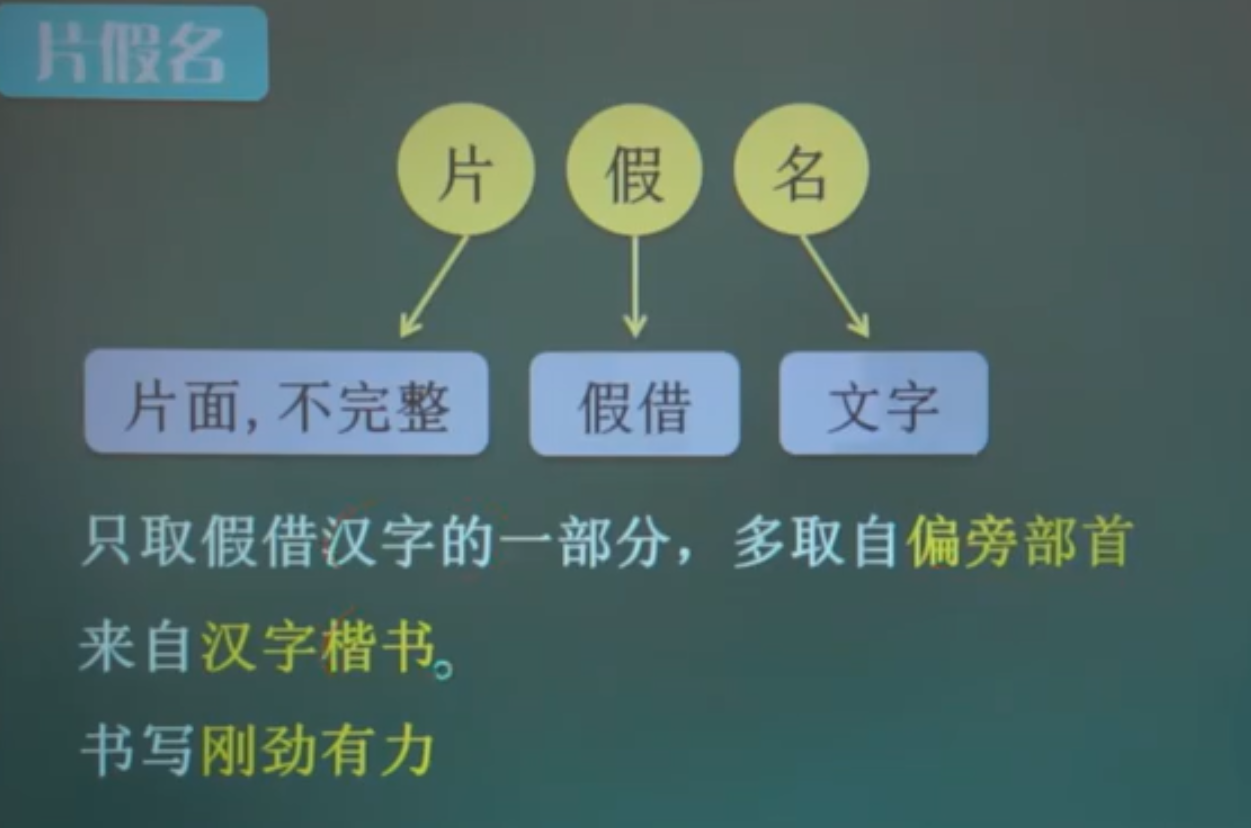 片假名
片 假 名
片面,不完整 假借 文字
只取假借汉字的一部分，多取自偏旁部首
来自汉字楷书。
书写刚劲有力